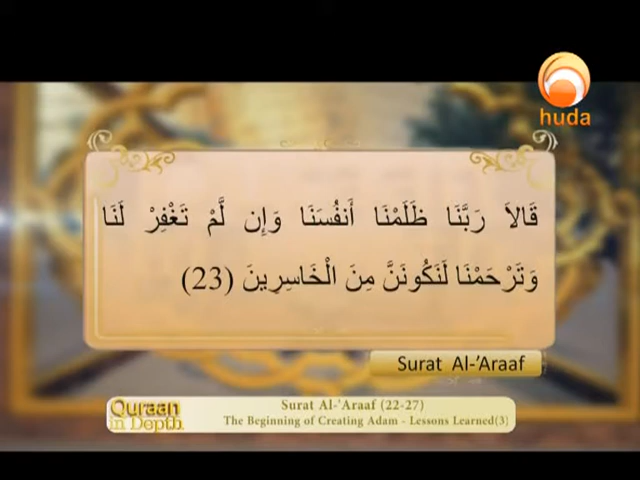 huda
قَالاَ رَبَّنَا ظَلَمْنَا أَنفُسَنَا وَإِن لَّمْ تَغْفِرْ لَنَا
وَتَرْحَمْنَا لَنَكُونَنَّ مِنَ الْخَاسِرِينَ (23)
Surat Al-'Araaf
Quraan
in Depth
Surat Al-'Araaf (22-27)
The Beginning of Creating Adam - Lessons Learned(3)